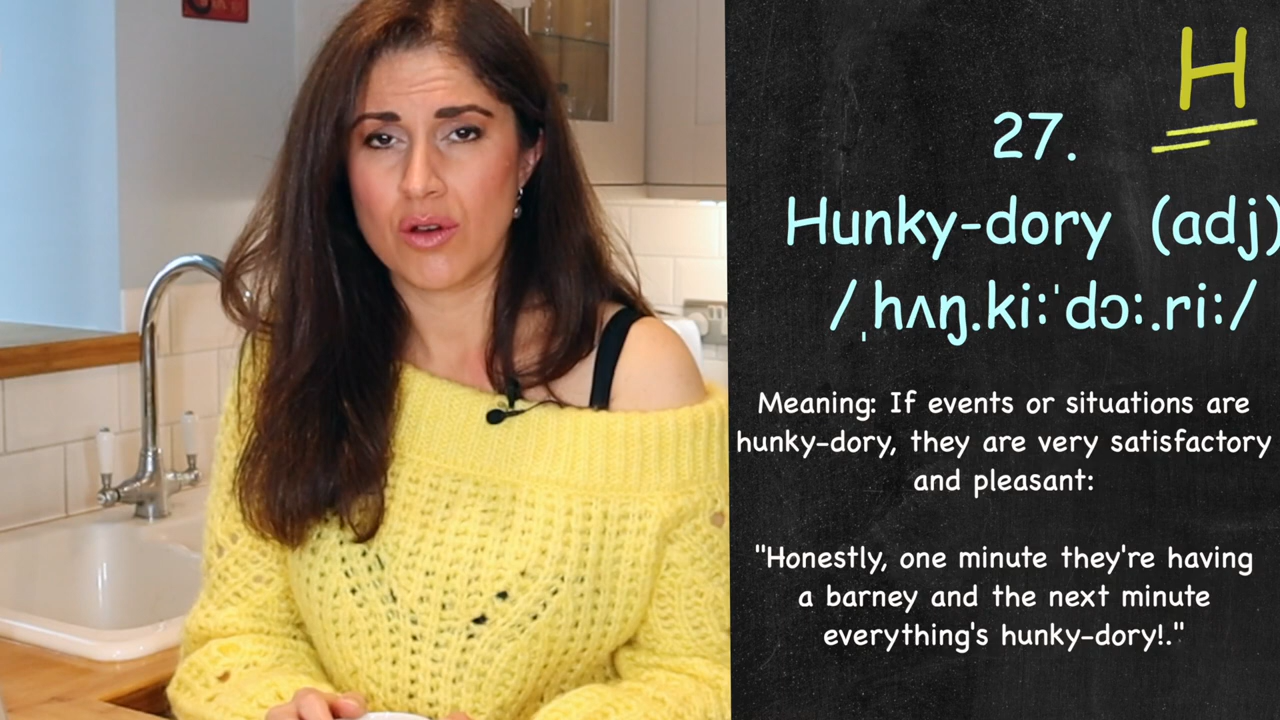 H
27.
Hunky-dory (adj)
/ˌhʌŋ.kiːˈdɔː.riː/
Meaning: If events or situations are
hunky-dory, they are very satisfactory
and pleasant:
"Honestly, one minute they're having
a barney and the next minute
everything's hunky-dory!."